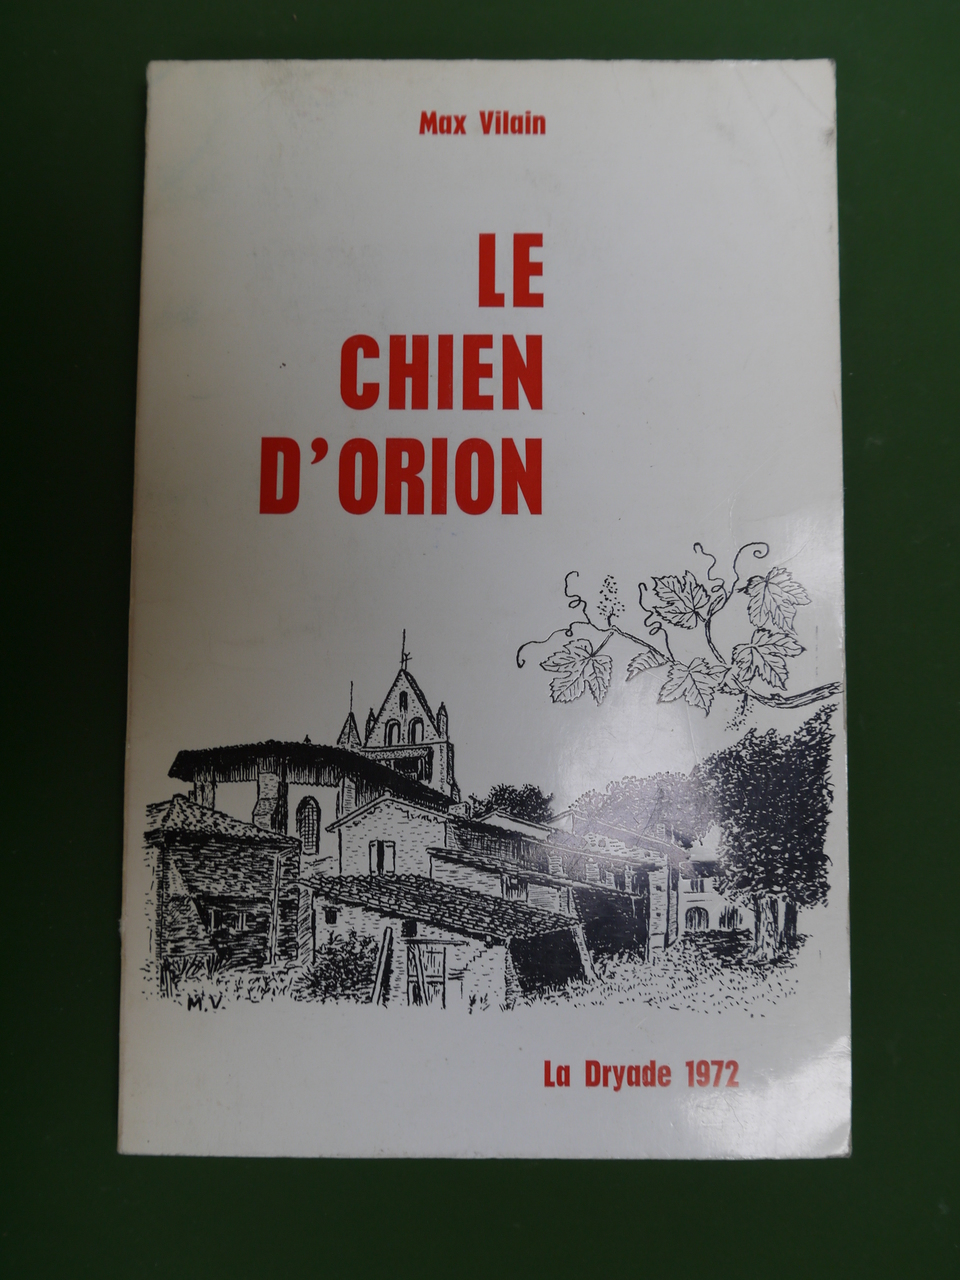 Max Vilain
LE
CHIEN
D'ORION
M.V.
La Dryade 1972